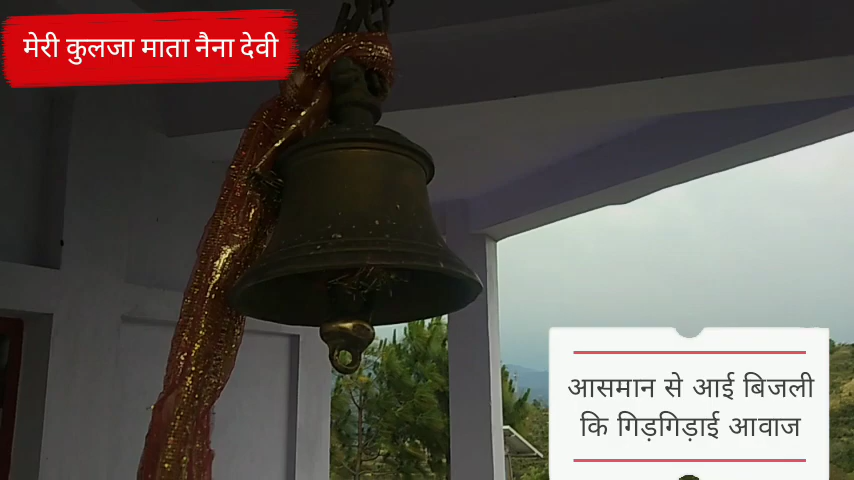 मेरी कुलजा माता नैना देवी
आसमान से आई बिजली
कि गिड़गिड़ाई आवाज